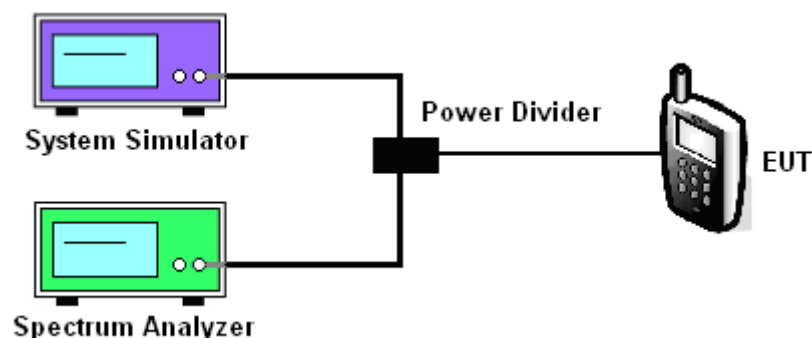 System Simulator
Power Divider
EUT
Spectrum Analyzer